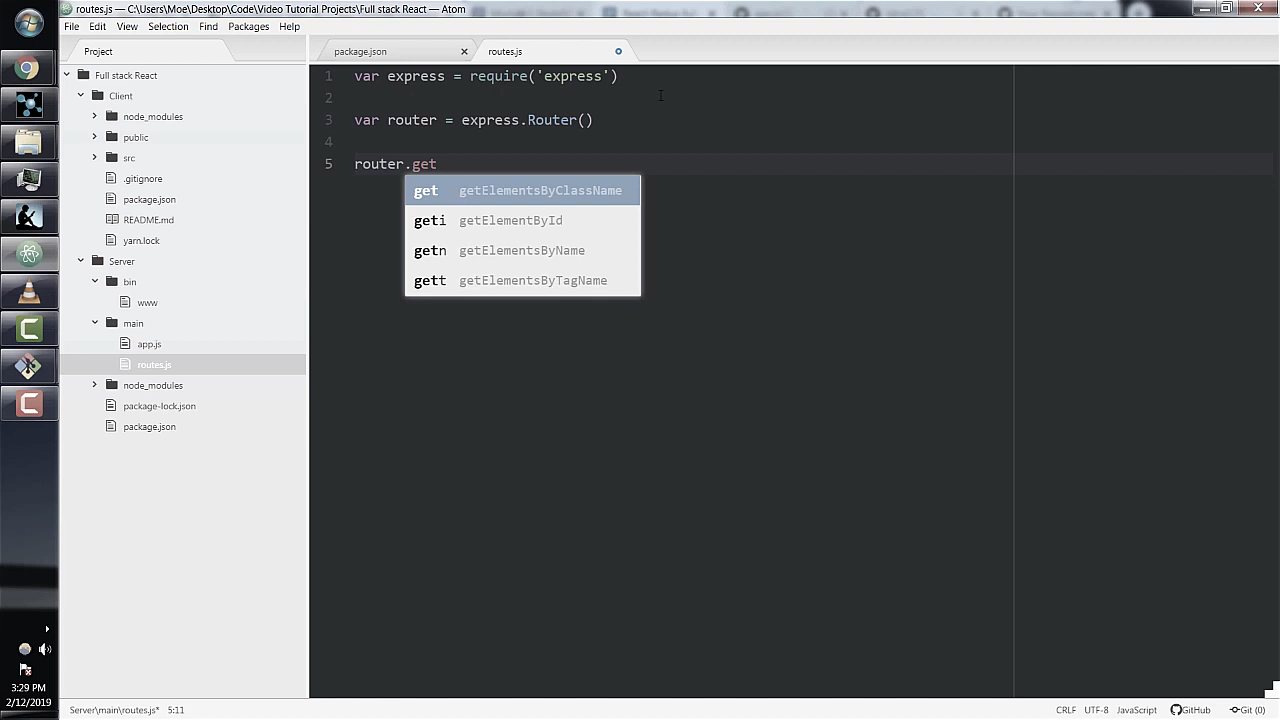 routes.js — C:\Users\Moe\Desktop\Code\Video Tutorial Projects\Full stack React — Atom
File Edit View Selection Find Packages Help
Project
package.json
routes.js
Full stack React
Client
node_modules
public
src
.gitignore
package.json
README.md
yarn.lock
Server
bin
www
main
app.js
routes.js
node_modules
package-lock.json
package.json
1 var express = require('express')
2
3 var router = express.Router()
4
5 router.get
get getElementsByClassName
geti getElementById
getn getElementsByName
gett getElementsByTagName
3:29 PM
2/12/2019
Server\main\routes.js* 5:11
CRLF UTF-8 JavaScript GitHub Git (0)